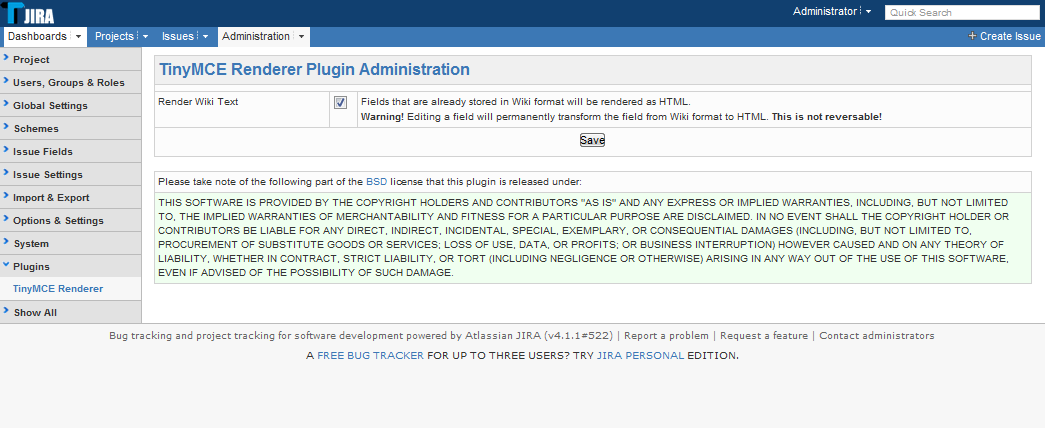 JIRA
Administrator
Quick Search
Dashboards Projects Issues Administration
+ Create Issue
Project
Users, Groups & Roles
Global Settings
Schemes
Issue Fields
Issue Settings
Import & Export
Options & Settings
System
Plugins
TinyMCE Renderer
Show All
TinyMCE Renderer Plugin Administration
Render Wiki Text
Fields that are already stored in Wiki format will be rendered as HTML.
Warning! Editing a field will permanently transform the field from Wiki format to HTML. This is not reversable!
Save
Please take note of the following part of the BSD license that this plugin is released under:
THIS SOFTWARE IS PROVIDED BY THE COPYRIGHT HOLDERS AND CONTRIBUTORS "AS IS" AND ANY EXPRESS OR IMPLIED WARRANTIES, INCLUDING, BUT NOT LIMITED
TO, THE IMPLIED WARRANTIES OF MERCHANTABILITY AND FITNESS FOR A PARTICULAR PURPOSE ARE DISCLAIMED. IN NO EVENT SHALL THE COPYRIGHT HOLDER OR
CONTRIBUTORS BE LIABLE FOR ANY DIRECT, INDIRECT, INCIDENTAL, SPECIAL, EXEMPLARY, OR CONSEQUENTIAL DAMAGES (INCLUDING, BUT NOT LIMITED TO,
PROCUREMENT OF SUBSTITUTE GOODS OR SERVICES; LOSS OF USE, DATA, OR PROFITS; OR BUSINESS INTERRUPTION) HOWEVER CAUSED AND ON ANY THEORY OF
LIABILITY, WHETHER IN CONTRACT, STRICT LIABILITY, OR TORT (INCLUDING NEGLIGENCE OR OTHERWISE) ARISING IN ANY WAY OUT OF THE USE OF THIS SOFTWARE,
EVEN IF ADVISED OF THE POSSIBILITY OF SUCH DAMAGE.
Bug tracking and project tracking for software development powered by Atlassian JIRA (v4.1.1#522) | Report a problem | Request a feature | Contact administrators
A FREE BUG TRACKER FOR UP TO THREE USERS? TRY JIRA PERSONAL EDITION.